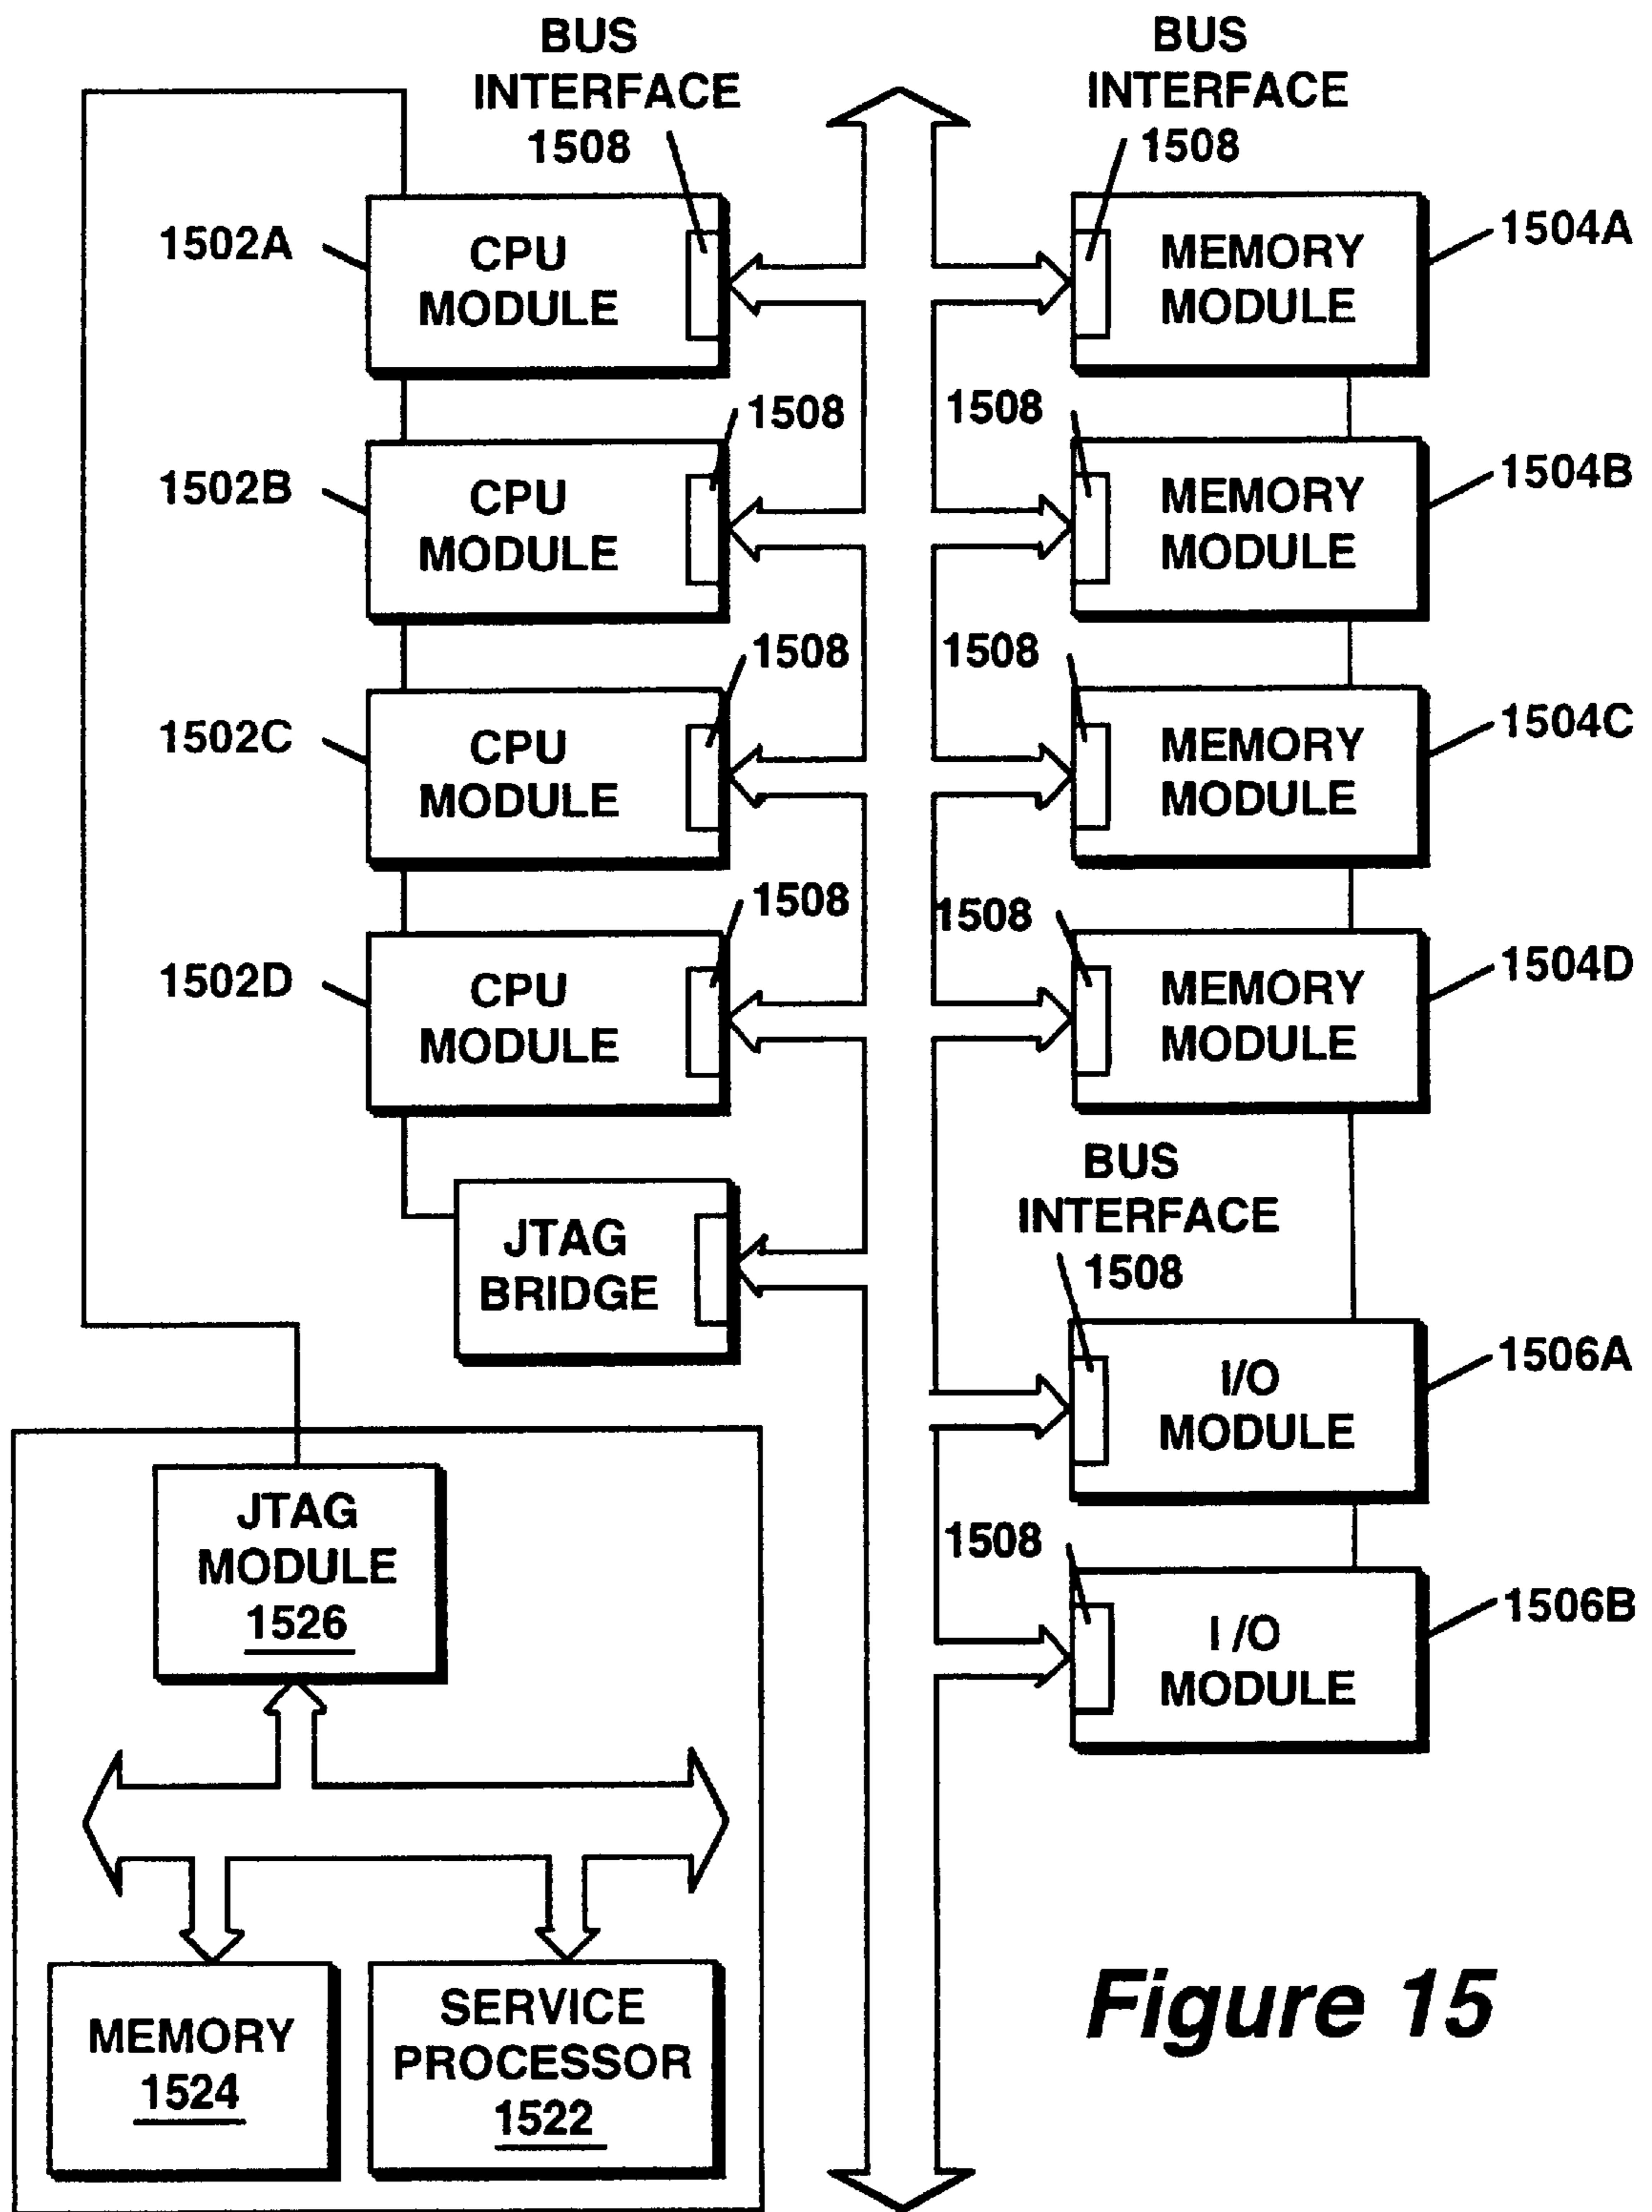 BUS
INTERFACE
1508
BUS
INTERFACE
1508
1502A
CPU
MODULE
MEMORY
MODULE
1504A
1508
1508
1502B
CPU
MODULE
MEMORY
MODULE
1504B
1508
1508
1502C
CPU
MODULE
MEMORY
MODULE
1504C
1508
1508
1502D
CPU
MODULE
MEMORY
MODULE
1504D
BUS
INTERFACE
1508
JTAG
BRIDGE
I/O
MODULE
1506A
JTAG
MODULE
1526
1508
I /O
MODULE
1506B
MEMORY
1524
SERVICE
PROCESSOR
1522
Figure 15